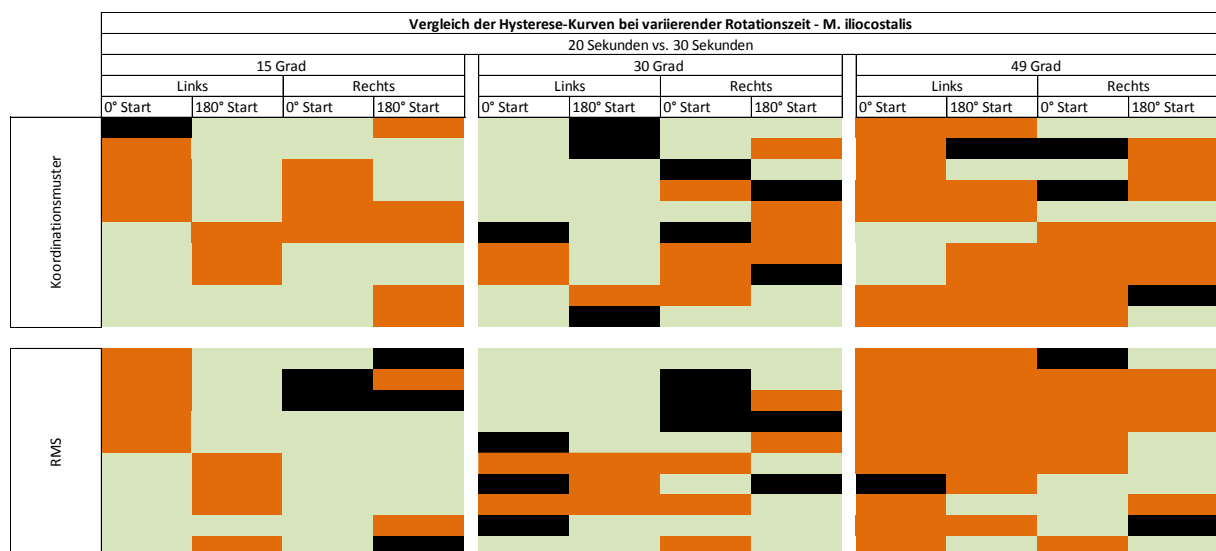 Vergleich der Hysterese-Kurven bei variierender Rotationszeit - M. iliocostalis
20 Sekunden vs. 30 Sekunden
15 Grad 30 Grad 49 Grad
Links Rechts Links Rechts Links Rechts
0° Start 180° Start 0° Start 180° Start 0° Start 180° Start 0° Start 180° Start 0° Start 180° Start 0° Start 180° Start
Koordinationsmuster
RMS